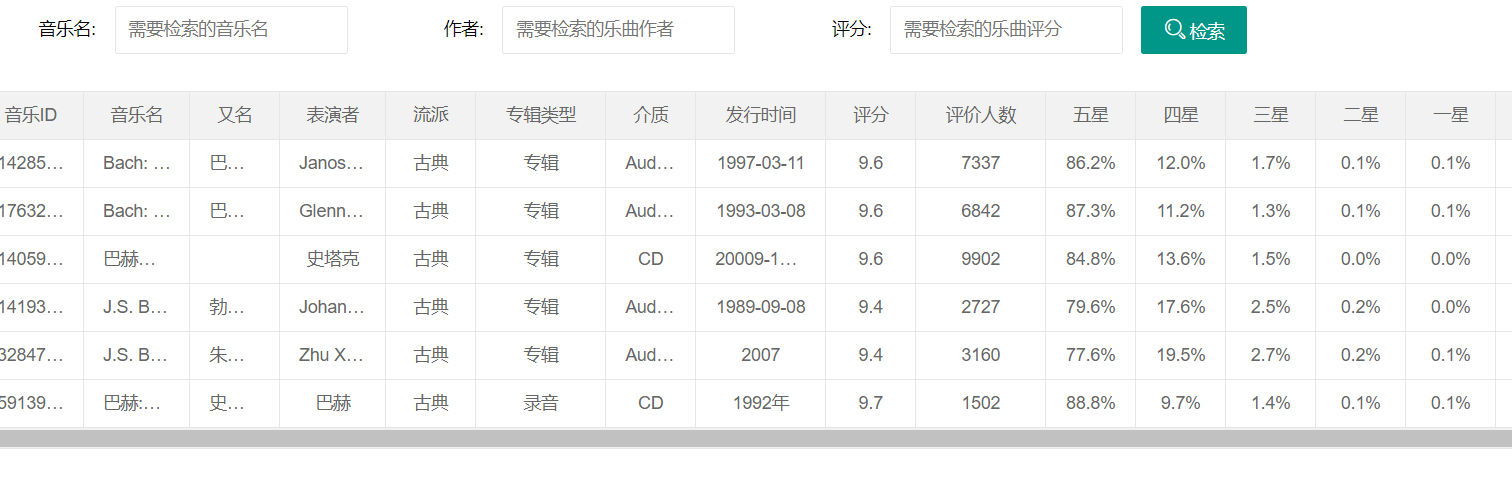 音乐名: 需要检索的音乐名 作者: 需要检索的乐曲作者 评分: 需要检索的乐曲评分 检索
音乐ID 音乐名 又名 表演者 流派 专辑类型 介质 发行时间 评分 评价人数 五星 四星 三星 二星 一星
14285… Bach: … 巴… Janos… 古典 专辑 Aud… 1997-03-11 9.6 7337 86.2% 12.0% 1.7% 0.1% 0.1%
17632… Bach: … 巴… Glenn… 古典 专辑 Aud… 1993-03-08 9.6 6842 87.3% 11.2% 1.3% 0.1% 0.1%
14059… 巴赫… 史塔克 古典 专辑 CD 20009-1… 9.6 9902 84.8% 13.6% 1.5% 0.0% 0.0%
14193… J.S. B… 勃… Johan… 古典 专辑 Aud… 1989-09-08 9.4 2727 79.6% 17.6% 2.5% 0.2% 0.0%
32847… J.S. B… 朱… Zhu X… 古典 专辑 Aud… 2007 9.4 3160 77.6% 19.5% 2.7% 0.2% 0.1%
59139… 巴赫:… 史… 巴赫 古典 录音 CD 1992年 9.7 1502 88.8% 9.7% 1.4% 0.1% 0.1%